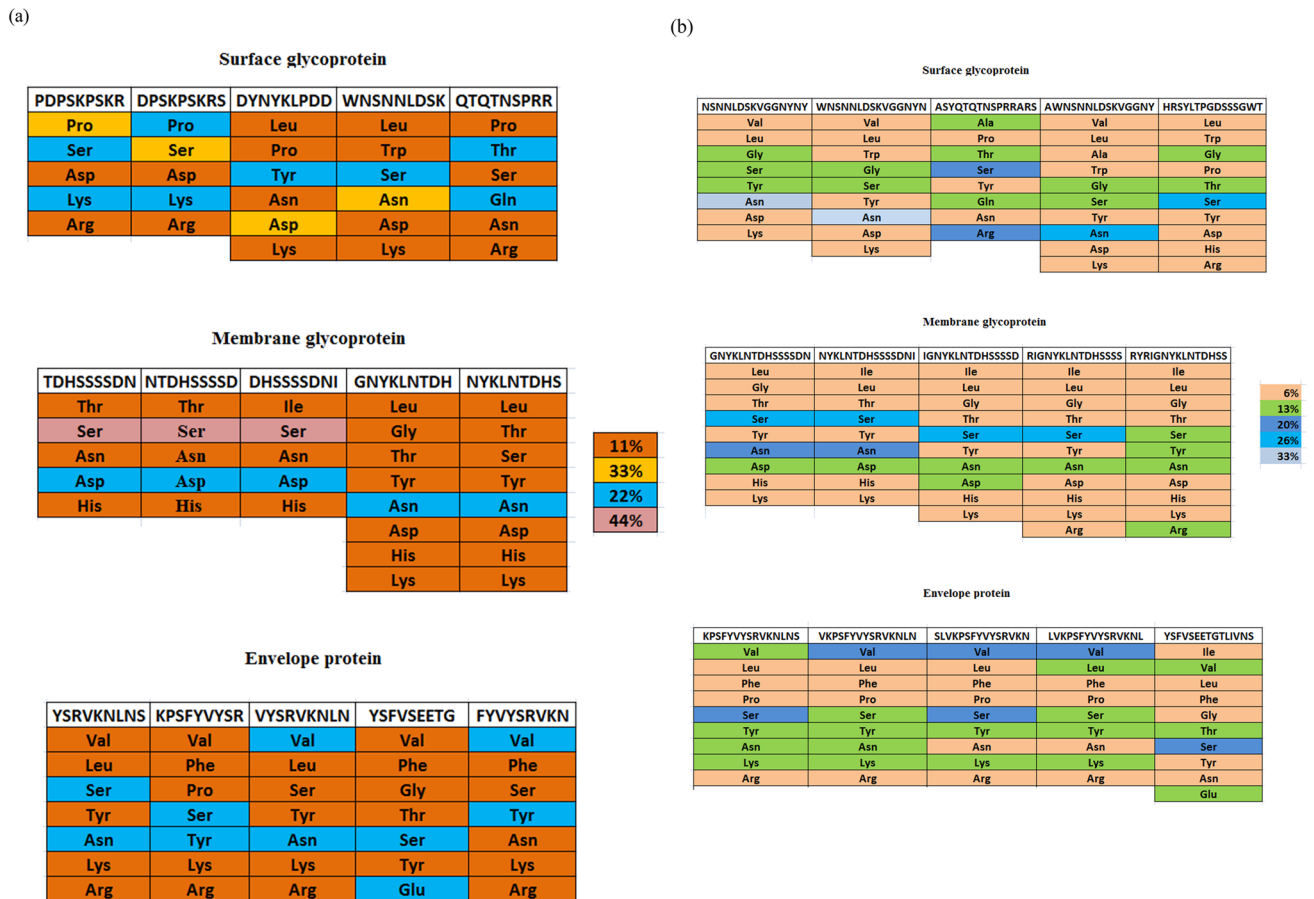 (a)
Surface glycoprotein
PDPSKPSKR DPSKPSKRS DYNYKLPDD WNSNNLDSK QTQTNSPRR
Pro Pro Leu Leu Pro
Ser Ser Pro Trp Thr
Asp Asp Tyr Ser Ser
Lys Lys Asn Asn Gln
Arg Arg Asp Asp Asn
Lys Lys Arg
Membrane glycoprotein
TDHSSSSDN NTDHSSSSD DHSSSSDNI GNYKLNTDH NYKLNTDHS
Thr Thr Ile Leu Leu
Ser Ser Ser Gly Thr
Asn Asn Asn Thr Ser
Asp Asp Asp Tyr Tyr
His His His Asn Asn
Asp Asp
His His
Lys Lys
11%
33%
22%
44%
Envelope protein
YSRVKNLNS KPSFYVYSR VYSRVKNLN YSFVSEETG FYVYSRVKN
Val Val Val Val Val
Leu Phe Leu Phe Phe
Ser Pro Ser Gly Ser
Tyr Ser Tyr Thr Tyr
Asn Tyr Asn Ser Asn
Lys Lys Lys Tyr Lys
Arg Arg Arg Glu Arg
(b)
Surface glycoprotein
NSNNLDSKVGGNYNY WNSNNLDSKVGGNYN ASYQTQTNSPRRARS AWNSNNLDSKVGGNY HRSYLTPGDSSSGWT
Val Val Ala Val Leu
Leu Leu Pro Leu Trp
Gly Trp Thr Ala Gly
Ser Gly Ser Trp Pro
Tyr Ser Tyr Gly Thr
Asn Tyr Gln Ser Ser
Asp Asn Asn Tyr Tyr
Lys Asp Arg Asn Asp
Lys Asp His
Lys Arg
Membrane glycoprotein
GNYKLNTDHSSSSDN NYKLNTDHSSSSDNI IGNYKLNTDHSSSSD RIGNYKLNTDHSSSS RYRIGNYKLNTDHSS
Leu Ile Ile Ile Ile
Gly Leu Leu Leu Leu
Thr Thr Gly Gly Gly
Ser Ser Thr Thr Thr
Tyr Tyr Ser Ser Ser
Asn Asn Tyr Tyr Tyr
Asp Asp Asn Asn Asn
His His Asp Asp Asp
Lys Lys His His His
Lys Lys Lys
Arg Arg
6%
13%
20%
26%
33%
Envelope protein
KPSFYVYSRVKNLNS VKPSFYVYSRVKNLN SLVKPSFYVYSRVKN LVKPSFYVYSRVKNL YSFVSEETGTLIVNS
Val Val Val Val Ile
Leu Leu Leu Leu Val
Phe Phe Phe Phe Leu
Pro Pro Pro Pro Phe
Ser Ser Ser Ser Gly
Tyr Tyr Tyr Tyr Thr
Asn Asn Asn Asn Ser
Lys Lys Lys Lys Tyr
Arg Arg Arg Arg Asn
Glu